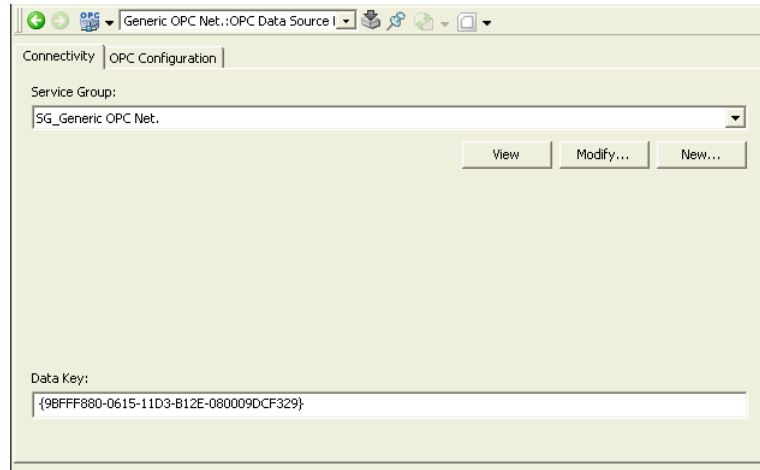 OPC
Generic OPC Net.:OPC Data Source
Connectivity
OPC Configuration
Service Group:
SG_Generic OPC Net.
View
Modify...
New...
Data Key:
{9BFFF880-0615-11D3-B12E-080009DCF329}